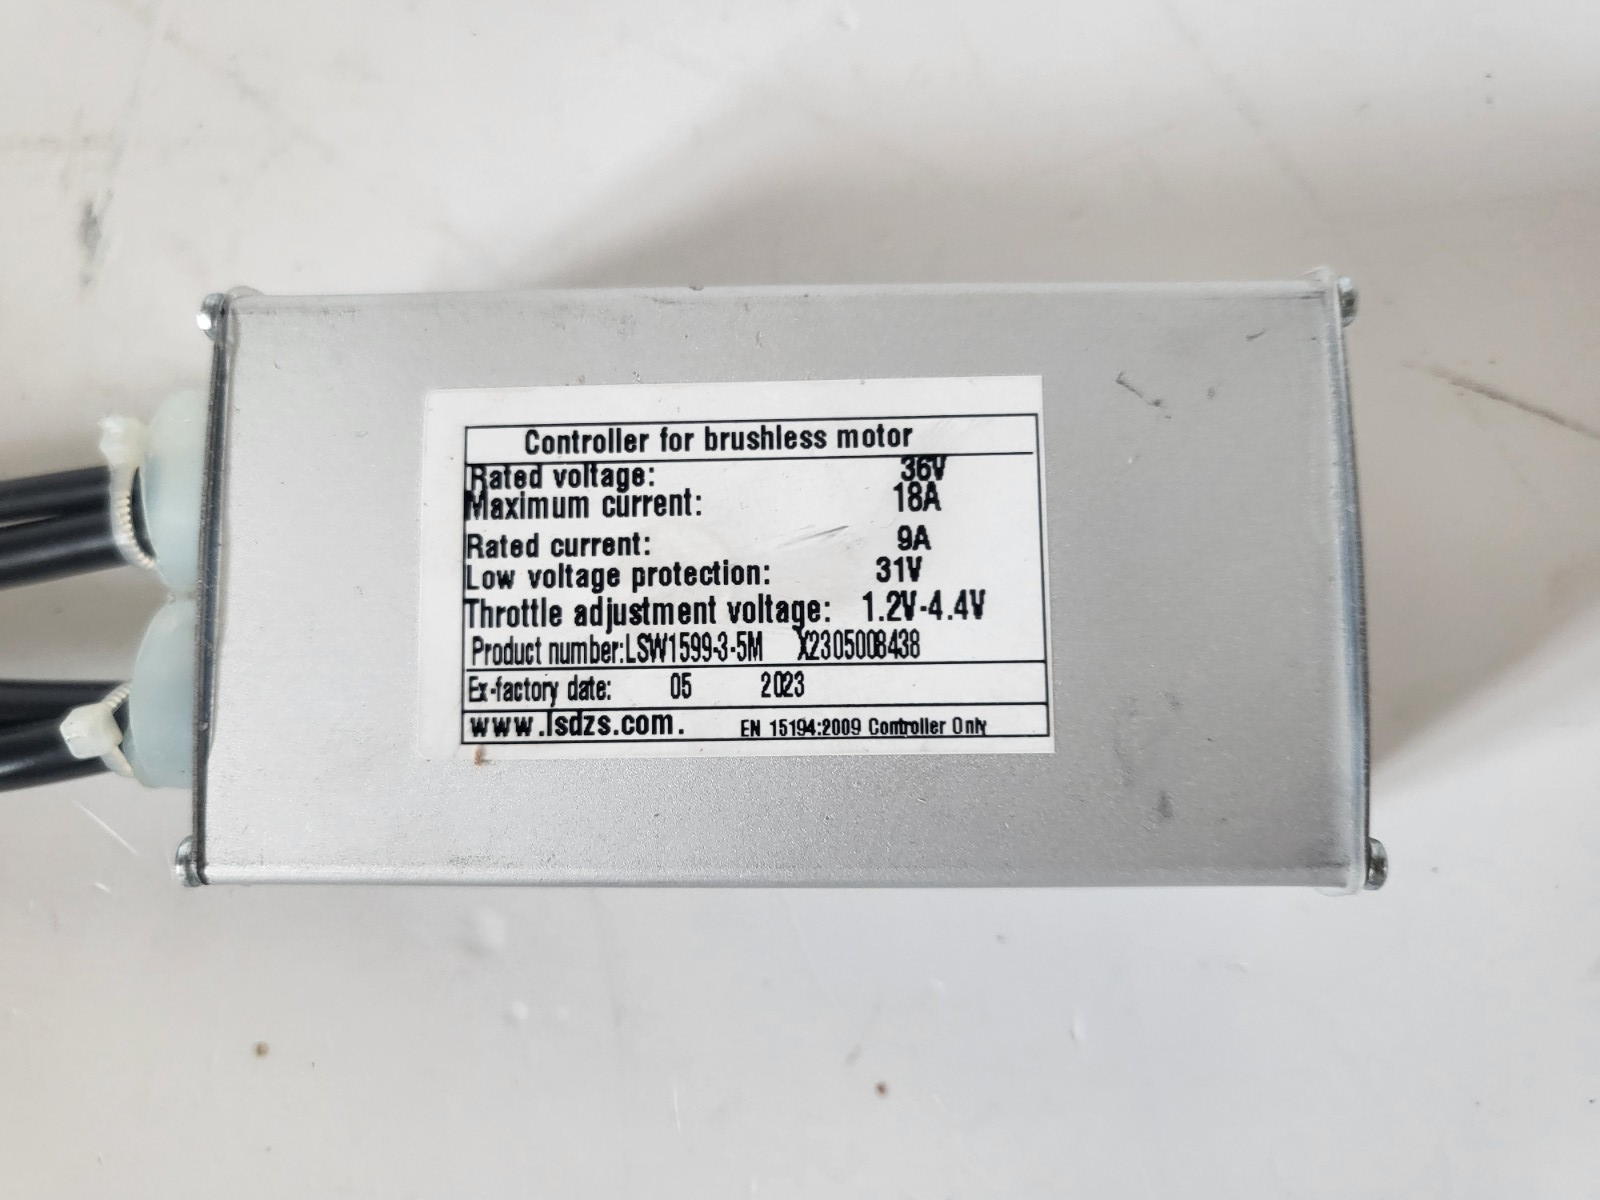 Controller for brushless motor
Rated voltage: 36V
Maximum current: 18A
Rated current: 9A
Low voltage protection: 31V
Throttle adjustment voltage: 1.2V-4.4V
Product number:LSW1599-3-5M X2305008438
Ex-factory date: 05 2023
www.lsdzs.com. EN 15194:2009 Controller Only